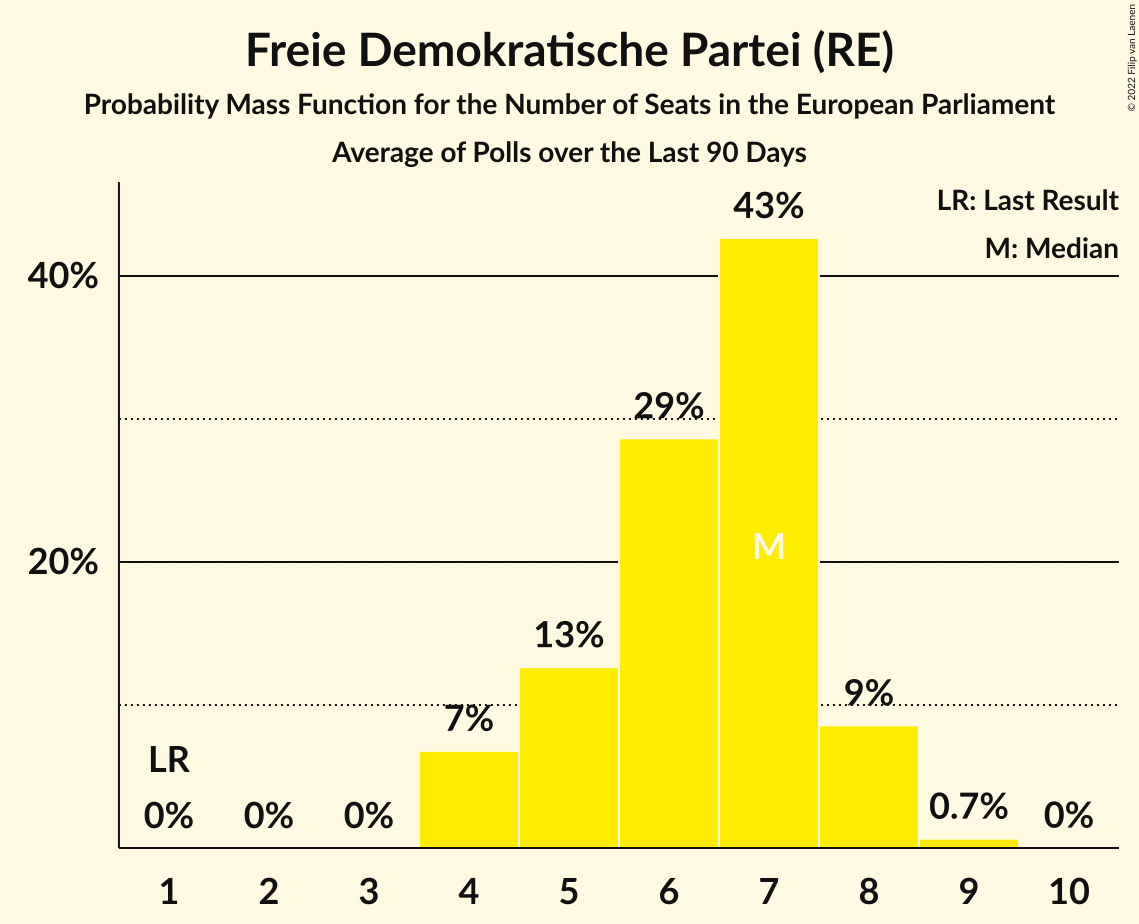 Freie Demokratische Partei (RE)
Probability Mass Function for the Number of Seats in the European Parliament
Average of Polls over the Last 90 Days
© 2022 Filip van Laenen
LR: Last Result
M: Median
43%
40%
29%
M
20%
13%
9%
7%
LR
0% 0% 0% 0.7% 0%
1 2 3 4 5 6 7 8 9 10